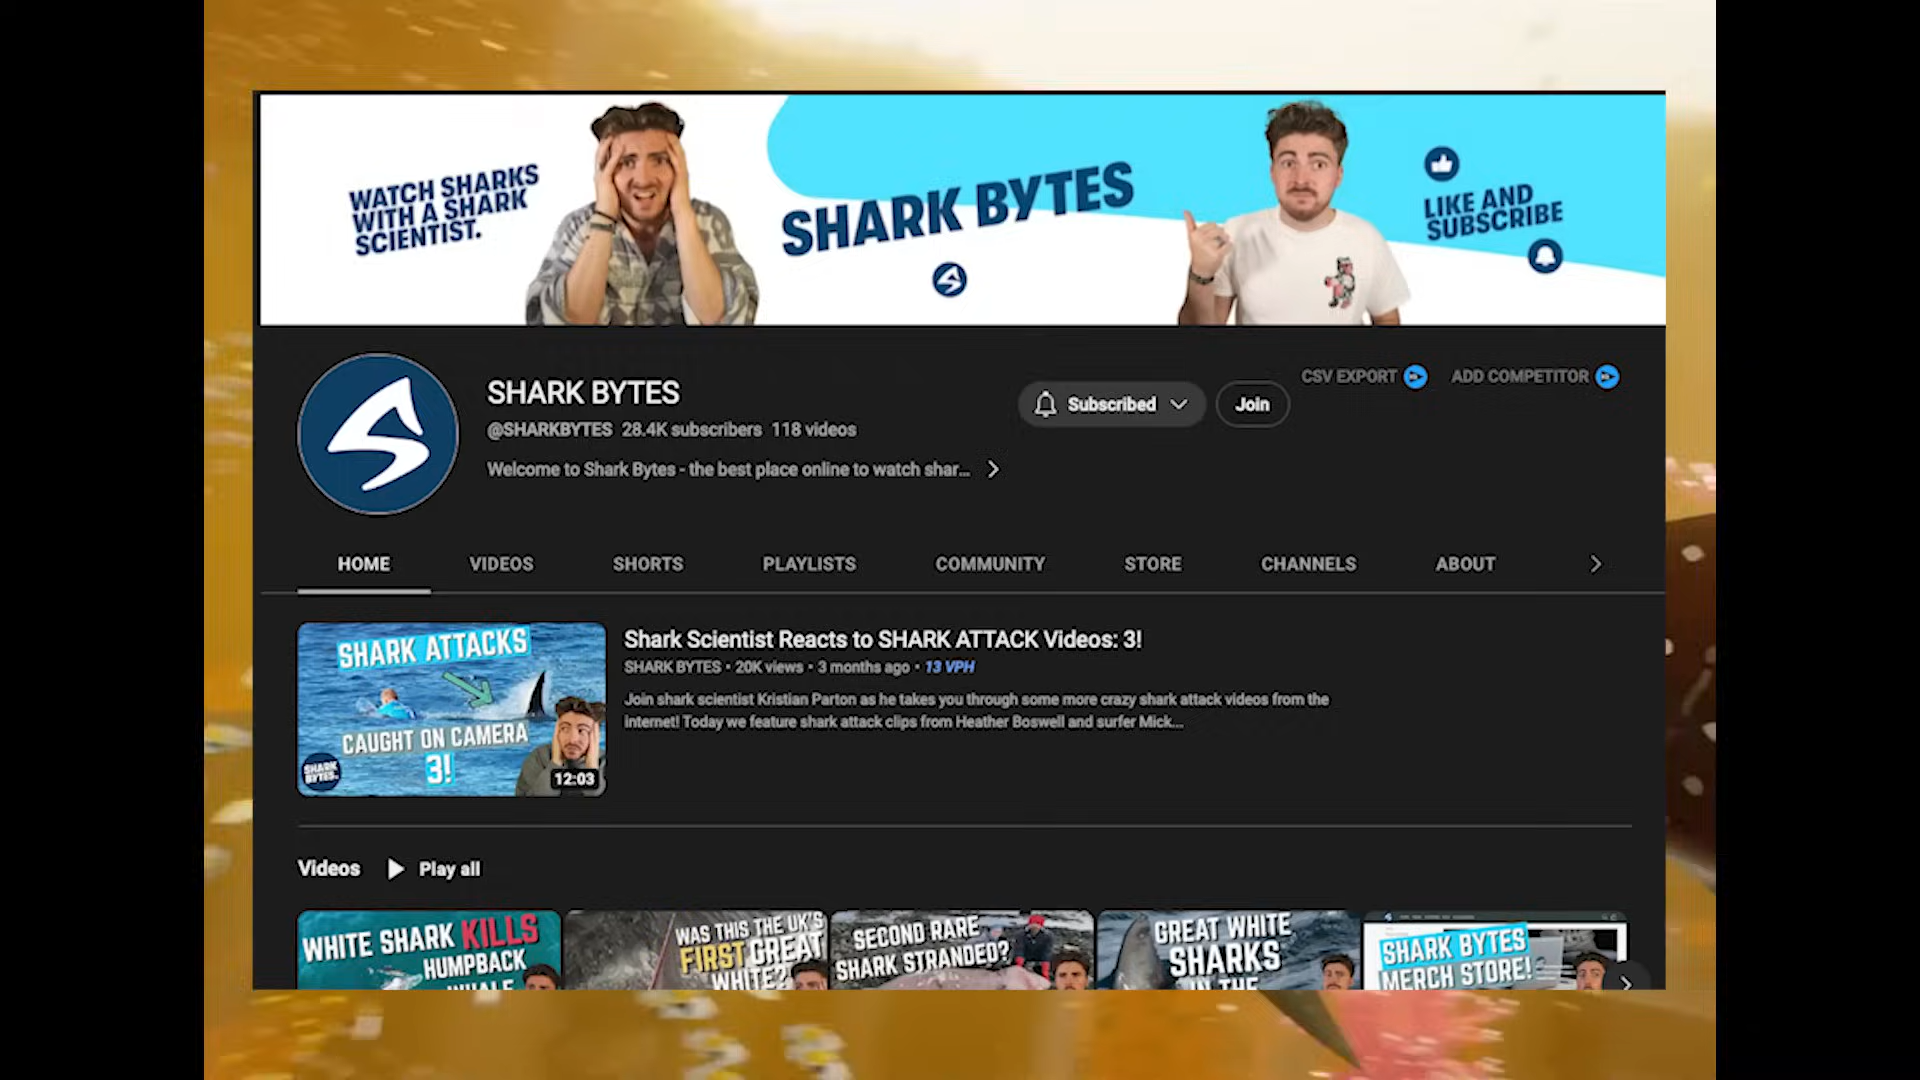 WATCH SHARKS
WITH A SHARK
SCIENTIST.
SHARK BYTES
LIKE AND
SUBSCRIBE
SHARK BYTES
@SHARKBYTES 28.4K subscribers 118 videos
Welcome to Shark Bytes - the best place online to watch shar...
Subscribed
Join
CSV EXPORT
ADD COMPETITOR
HOME VIDEOS SHORTS PLAYLISTS COMMUNITY STORE CHANNELS ABOUT
SHARK ATTACKS
CAUGHT ON CAMERA
3!
SHARK
BYTES.
12:03
Shark Scientist Reacts to SHARK ATTACK Videos: 3!
SHARK BYTES • 20K views • 3 months ago • 13 VPH
Join shark scientist Kristian Parton as he takes you through some more crazy shark attack videos from the
internet! Today we feature shark attack clips from Heather Boswell and surfer Mick...
Videos Play all
WHITE SHARK KILLS
HUMPBACK
WHALE
WAS THIS THE UK'S
FIRST GREAT
WHITE?
SECOND RARE
SHARK STRANDED?
GREAT WHITE
SHARKS
IN THE
SHARK BYTES
MERCH STORE!